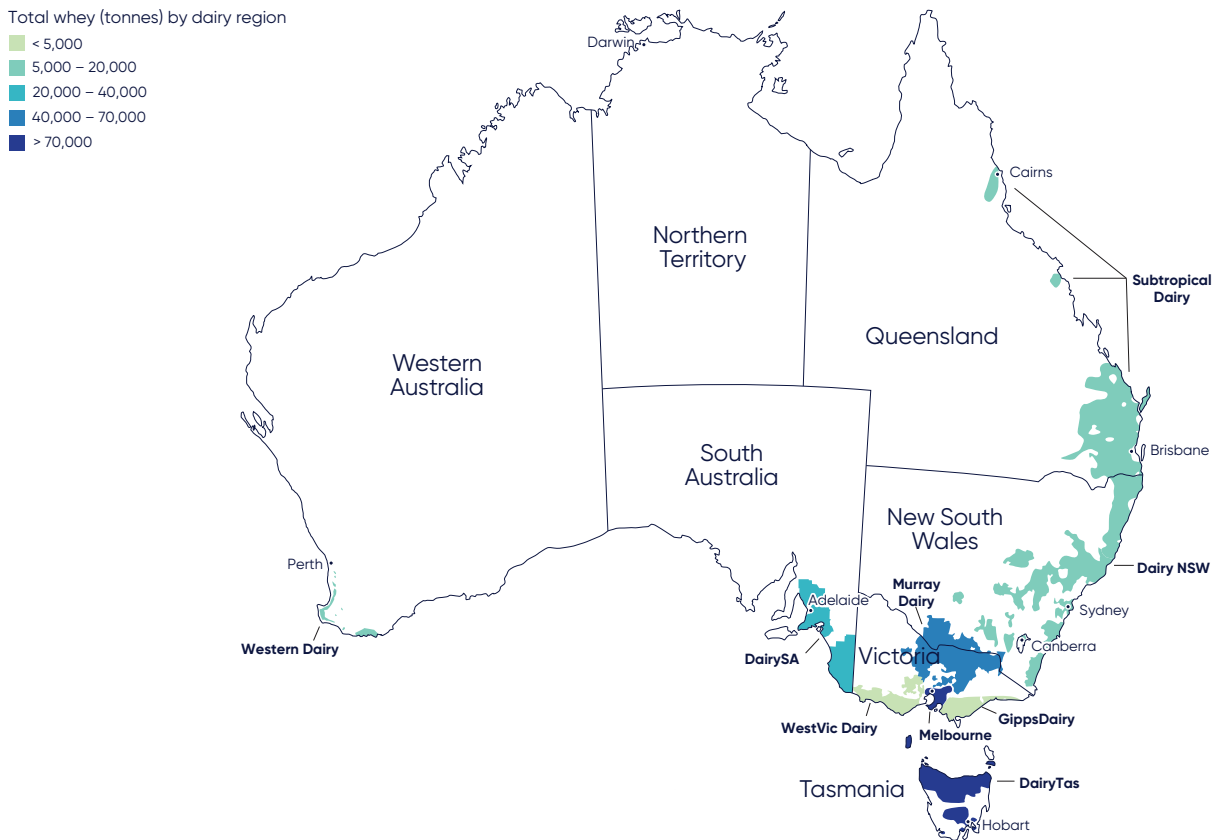 Total whey (tonnes) by dairy region
< 5,000
5,000 – 20,000
20,000 – 40,000
40,000 – 70,000
> 70,000
Darwin
Cairns
Northern
Territory
Subtropical
Dairy
Queensland
Western
Australia
South
Australia
Brisbane
New South
Wales
Perth
Dairy NSW
Murray
Dairy
Adelaide
Sydney
Western Dairy
Canberra
DairySA
Victoria
WestVic Dairy
GippsDairy
Melbourne
Tasmania
DairyTas
Hobart